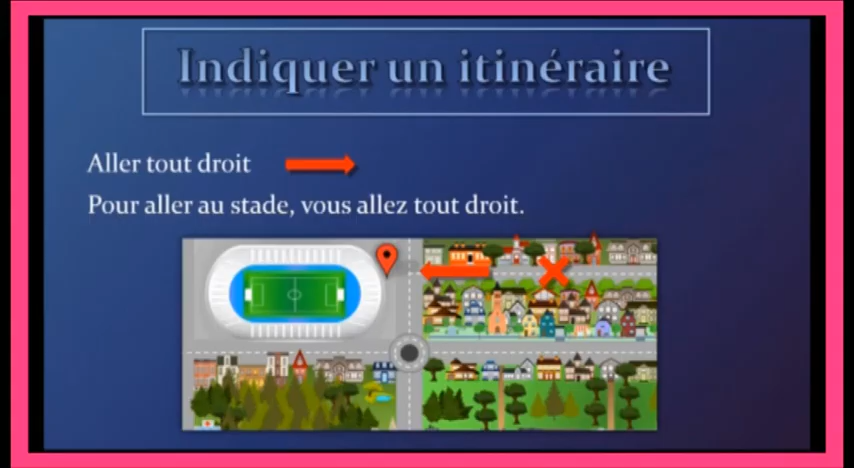 Indiquer un itinéraire
Aller tout droit
Pour aller au stade, vous allez tout droit.